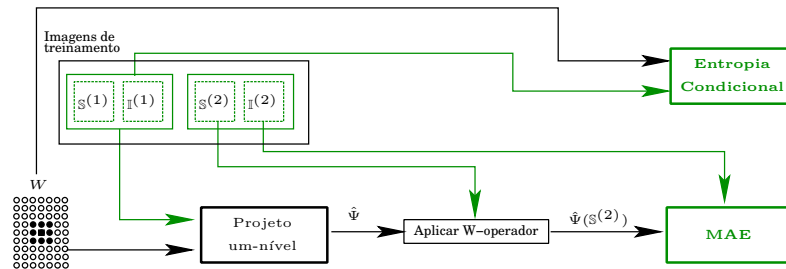 Imagens de
treinamento
Entropia
Condicional
𝕊(1) 𝕀(1) 𝕊(2) 𝕀(2)
W
Projeto
um-nível
Ψ̂
Aplicar W-operador
Ψ̂(𝕊(2))
MAE